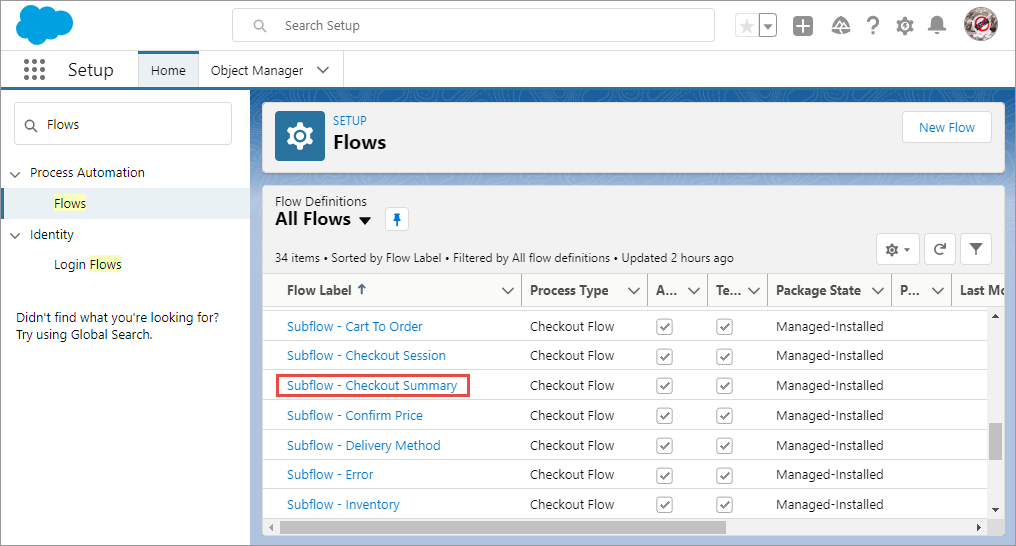 Search Setup
Setup
Home
Object Manager
Flows
Process Automation
Flows
Identity
Login Flows
Didn't find what you're looking for?
Try using Global Search.
SETUP
Flows
New Flow
Flow Definitions
All Flows
34 items • Sorted by Flow Label • Filtered by All flow definitions • Updated 2 hours ago
Flow Label Process Type A... Te... Package State P... Last Mo
Subflow - Cart To Order Checkout Flow Managed-Installed
Subflow - Checkout Session Checkout Flow Managed-Installed
Subflow - Checkout Summary Checkout Flow Managed-Installed
Subflow - Confirm Price Checkout Flow Managed-Installed
Subflow - Delivery Method Checkout Flow Managed-Installed
Subflow - Error Checkout Flow Managed-Installed
Subflow - Inventory Checkout Flow Managed-Installed